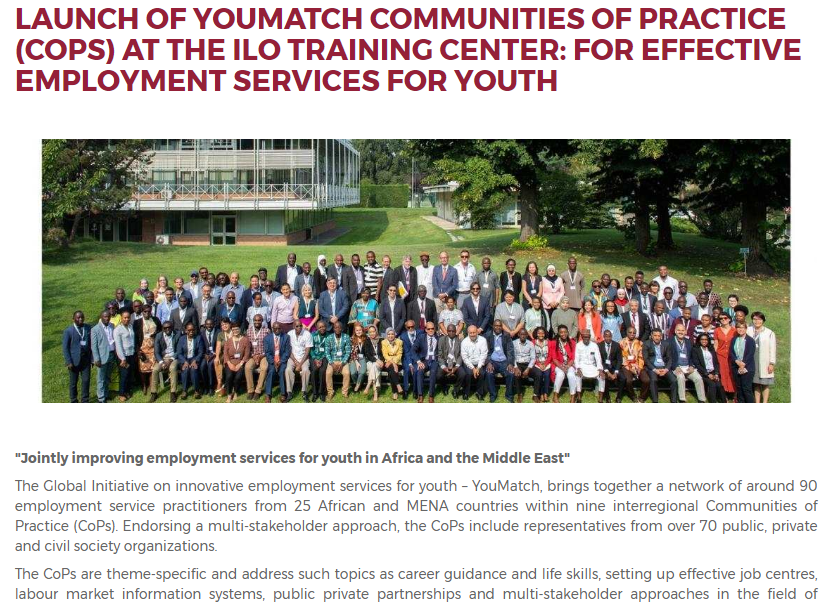 LAUNCH OF YOUMATCH COMMUNITIES OF PRACTICE
(COPS) AT THE ILO TRAINING CENTER: FOR EFFECTIVE
EMPLOYMENT SERVICES FOR YOUTH
"Jointly improving employment services for youth in Africa and the Middle East"
The Global Initiative on innovative employment services for youth – YouMatch, brings together a network of around 90
employment service practitioners from 25 African and MENA countries within nine interregional Communities of
Practice (CoPs). Endorsing a multi-stakeholder approach, the CoPs include representatives from over 70 public, private
and civil society organizations.
The CoPs are theme-specific and address such topics as career guidance and life skills, setting up effective job centres,
labour market information systems, public private partnerships and multi-stakeholder approaches in the field of